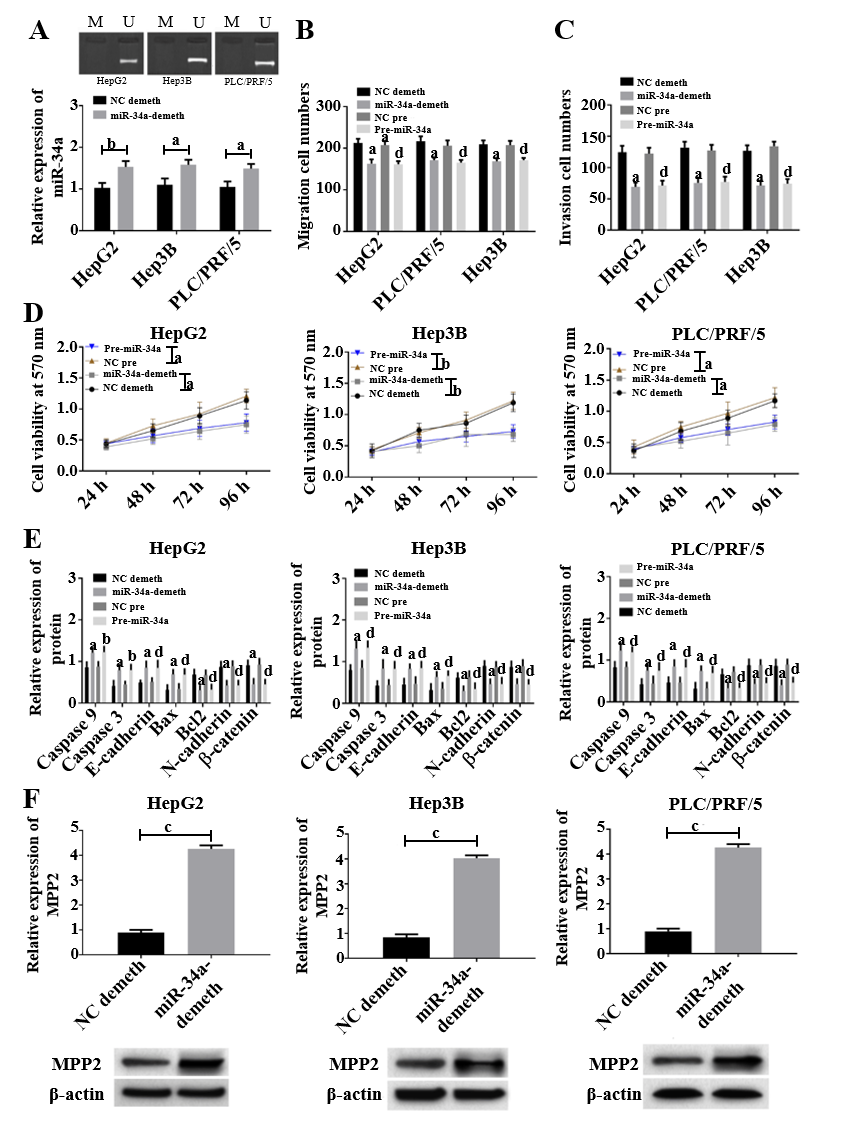 A
M U M U M U
HepG2 Hep3B PLC/PRF/5
Relative expression of
miR-34a
NC demeth
miR-34a-demeth
3
2
1
0
b a a
HepG2 Hep3B PLC/PRF/5
B
Migration cell numbers
NC demeth
miR-34a-demeth
NC pre
Pre-miR-34a
300
200
100
0
a a d a d a d
HepG2 PLC/PRF/5 Hep3B
C
Invasion cell numbers
NC demeth
miR-34a-demeth
NC pre
Pre-miR-34a
200
150
100
50
0
a d a d a d
HepG2 PLC/PRF/5 Hep3B
D
HepG2
Cell viability at 570 nm
2.0
1.5
1.0
0.5
0.0
Pre-miR-34a
NC pre
miR-34a-demeth
NC demeth
a
a
24 h 48 h 72 h 96 h
Hep3B
Cell viability at 570 nm
2.0
1.5
1.0
0.5
0.0
Pre-miR-34a
NC pre
miR-34a-demeth
NC demeth
b
b
24 h 48 h 72 h 96 h
PLC/PRF/5
Cell viability at 570 nm
2.0
1.5
1.0
0.5
0.0
Pre-miR-34a
NC pre
miR-34a-demeth
NC demeth
a
a
24 h 48 h 72 h 96 h
E
HepG2
Relative expression of
protein
3
2
1
0
NC demeth
miR-34a-demeth
NC pre
Pre-miR-34a
a b a b a d a d a d a d a d
Caspase 9 Caspase 3 E-cadherin Bax Bcl2 N-cadherin β-catenin
Hep3B
Relative expression of
protein
3
2
1
0
NC demeth
miR-34a-demeth
NC pre
Pre-miR-34a
a d a d a d a d a d a d a d
Caspase 9 Caspase 3 E-cadherin Bax Bcl2 N-cadherin β-catenin
PLC/PRF/5
Relative expression of
protein
3
2
1
0
Pre-miR-34a
NC pre
miR-34a-demeth
NC demeth
a d a d a d a d a d a d a d
Caspase 9 Caspase 3 E-cadherin Bax Bcl2 N-cadherin β-catenin
F
HepG2
Relative expression of
MPP2
5
4
3
2
1
0
c
NC demeth miR-34a-
demeth
MPP2
β-actin
Hep3B
Relative expression of
MPP2
5
4
3
2
1
0
c
NC demeth miR-34a-
demeth
MPP2
β-actin
PLC/PRF/5
Relative expression of
MPP2
5
4
3
2
1
0
c
NC demeth miR-34a-
demeth
MPP2
β-actin